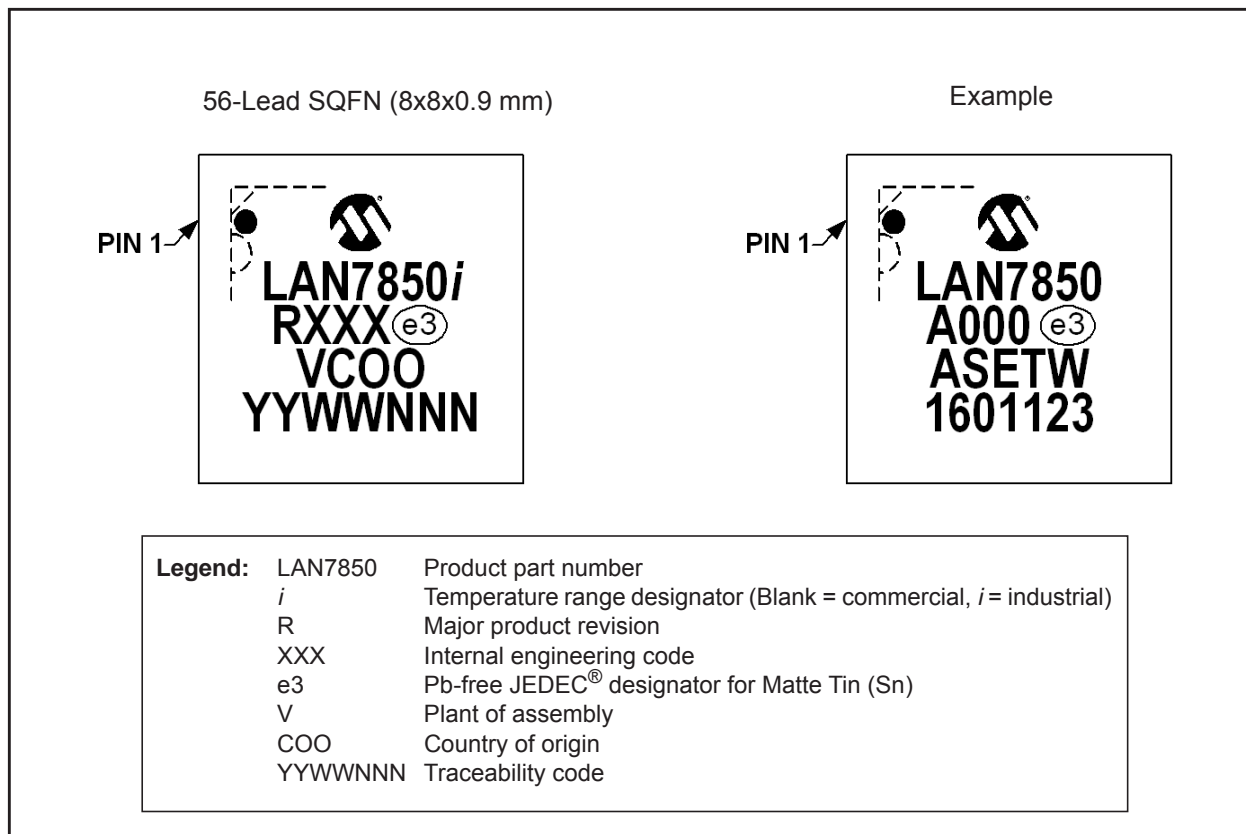 56-Lead SQFN (8x8x0.9 mm)
PIN 1
LAN7850i
RXXX e3
VCOO
YYWWNNN
Example
PIN 1
LAN7850
A000 e3
ASETW
1601123
Legend: LAN7850 Product part number
i Temperature range designator (Blank = commercial, i = industrial)
R Major product revision
XXX Internal engineering code
e3 Pb-free JEDEC® designator for Matte Tin (Sn)
V Plant of assembly
COO Country of origin
YYWWNNN Traceability code